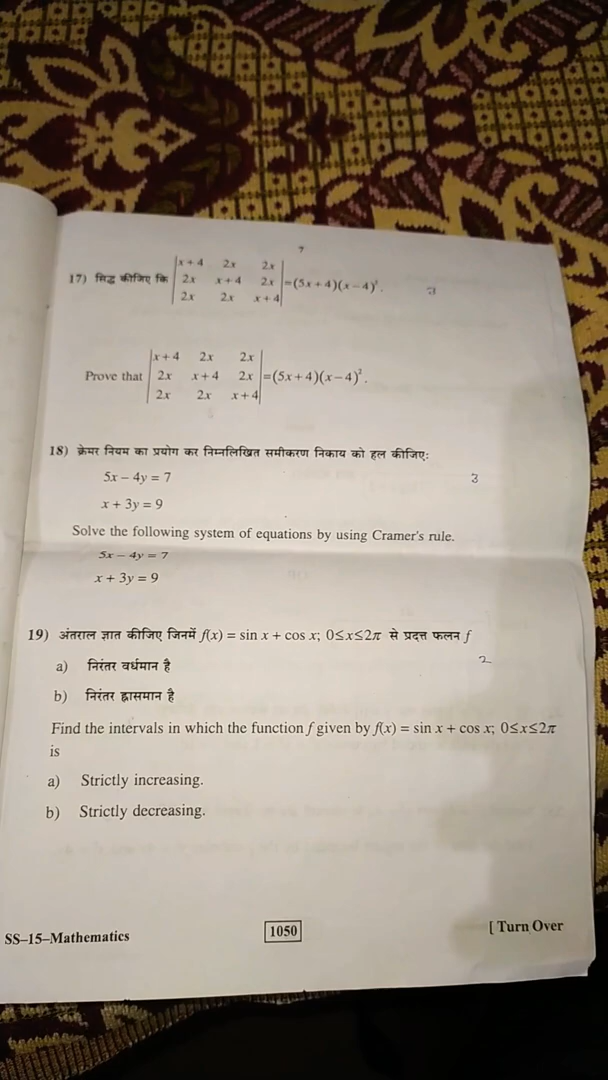 7
17) सिद्ध कीजिए कि |x+4 2x 2x|
|2x x+4 2x| =(5x+4)(x-4)². 3
|2x 2x x+4|
|x+4 2x 2x|
Prove that |2x x+4 2x| =(5x+4)(x-4)².
|2x 2x x+4|
18) क्रेमर नियम का प्रयोग कर निम्नलिखित समीकरण निकाय को हल कीजिए:
5x – 4y = 7 3
x + 3y = 9
Solve the following system of equations by using Cramer's rule.
5x – 4y = 7
x + 3y = 9
19) अंतराल ज्ञात कीजिए जिनमें f(x) = sin x + cos x; 0≤x≤2π से प्रदत्त फलन f
a) निरंतर वर्धमान है 2
b) निरंतर ह्रासमान है
Find the intervals in which the function f given by f(x) = sin x + cos x; 0≤x≤2π
is
a) Strictly increasing.
b) Strictly decreasing.
SS–15–Mathematics 1050 [ Turn Over